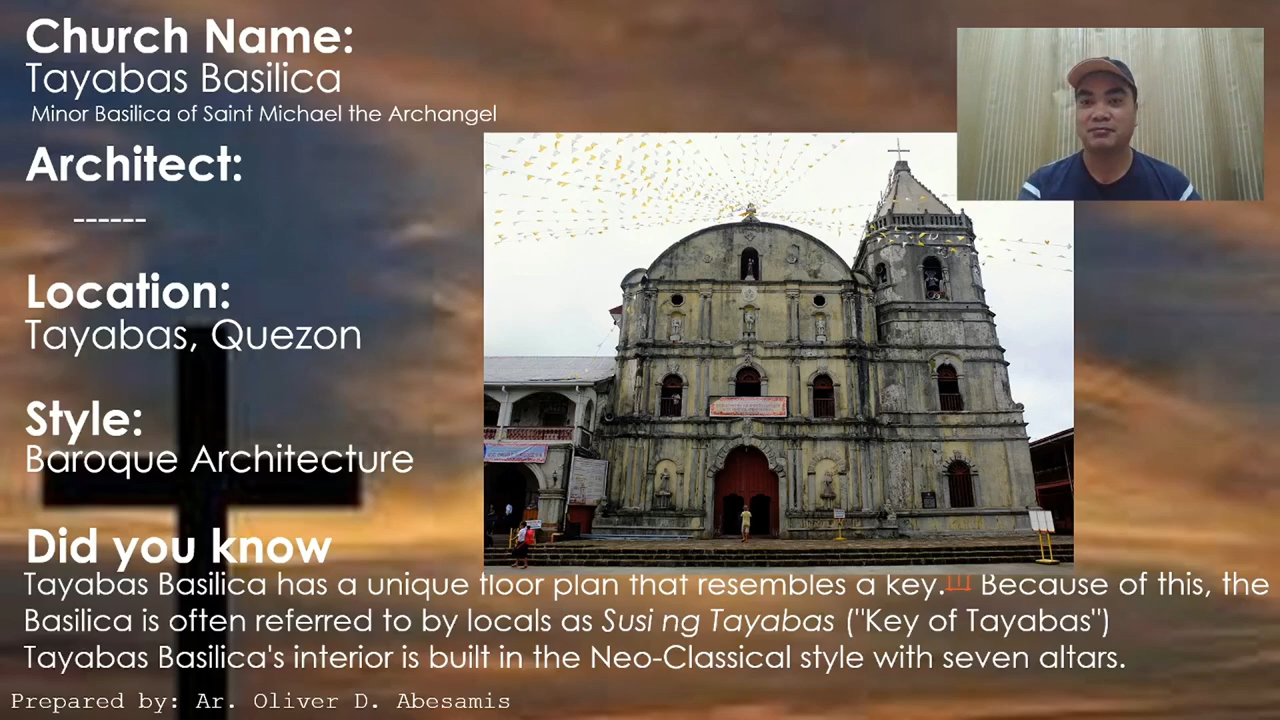 Church Name:
Tayabas Basilica
Minor Basilica of Saint Michael the Archangel
Architect:
------
Location:
Tayabas, Quezon
Style:
Baroque Architecture
Did you know
Tayabas Basilica has a unique floor plan that resembles a key.[1] Because of this, the
Basilica is often referred to by locals as Susi ng Tayabas ("Key of Tayabas")
Tayabas Basilica's interior is built in the Neo-Classical style with seven altars.
Prepared by: Ar. Oliver D. Abesamis